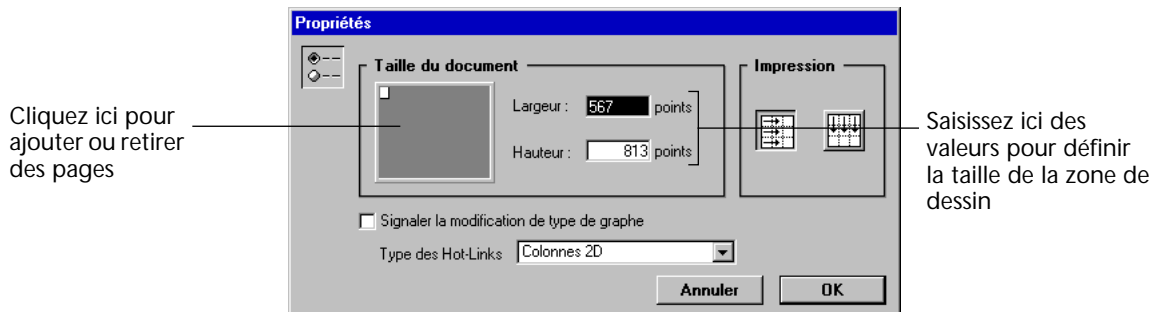 Propriétés
Taille du document
Impression
Largeur : 567 points
Hauteur : 813 points
Cliquez ici pour
ajouter ou retirer
des pages
Saisissez ici des
valeurs pour définir
la taille de la zone de
dessin
Signaler la modification de type de graphe
Type des Hot-Links Colonnes 2D
Annuler OK